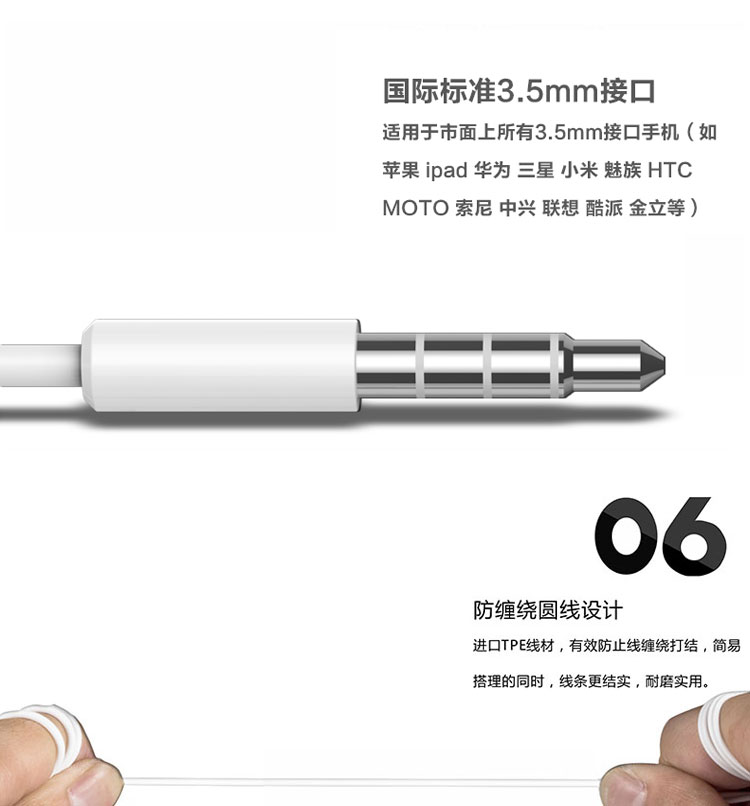 国际标准3.5mm接口
适用于市面上所有3.5mm接口手机（如
苹果 ipad 华为 三星 小米 魅族 HTC
MOTO 索尼 中兴 联想 酷派 金立等）
06
防缠绕圆线设计
进口TPE线材，有效防止线缠绕打结，简易
搭理的同时，线条更结实，耐磨实用。